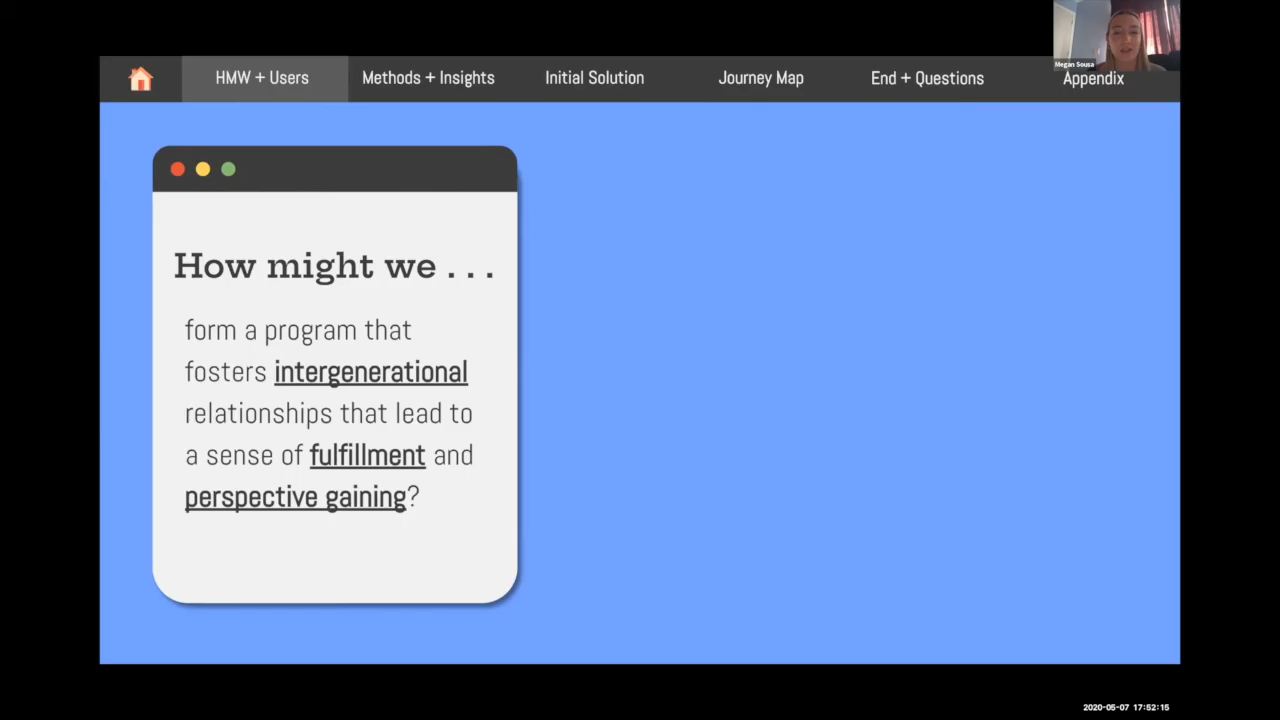 HMW + Users Methods + Insights Initial Solution Journey Map End + Questions Appendix
Megan Sousa
How might we . . .
form a program that
fosters intergenerational
relationships that lead to
a sense of fulfillment and
perspective gaining?
2020-05-07 17:52:15